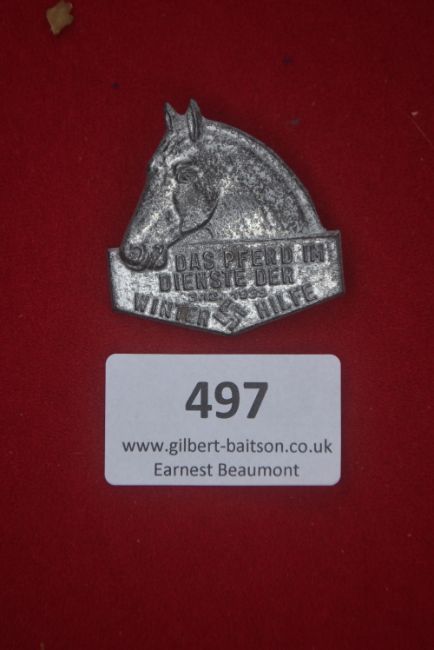 DAS PFERD IM
DIENSTE DER
WINTER HILFE
497
www.gilbert-baitson.co.uk
Earnest Beaumont